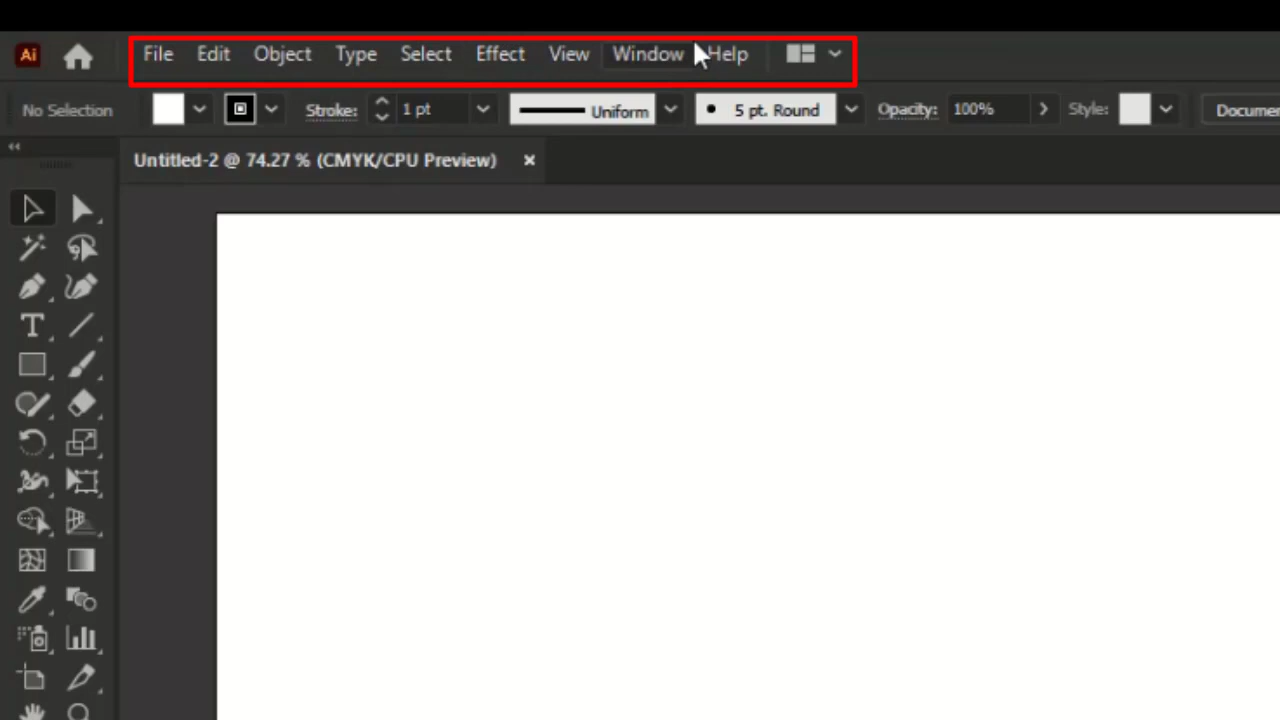 Ai File Edit Object Type Select Effect View Window Help
No Selection Stroke: 1 pt Uniform 5 pt. Round Opacity: 100% Style:
Untitled-2 @ 74.27 % (CMYK/CPU Preview) ×